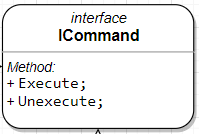 interface
ICommand
Method:
+ Execute;
+ Unexecute;